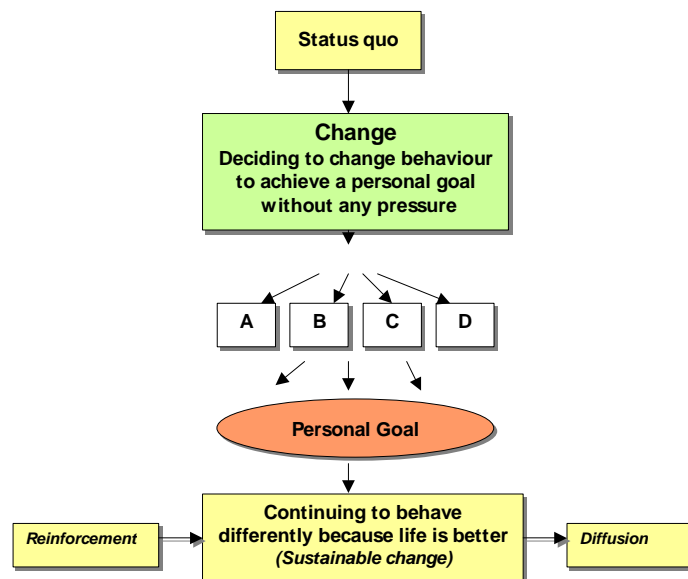 Status quo
Change
Deciding to change behaviour
to achieve a personal goal
without any pressure
A B C D
Personal Goal
Continuing to behave
differently because life is better
(Sustainable change)
Reinforcement
Diffusion